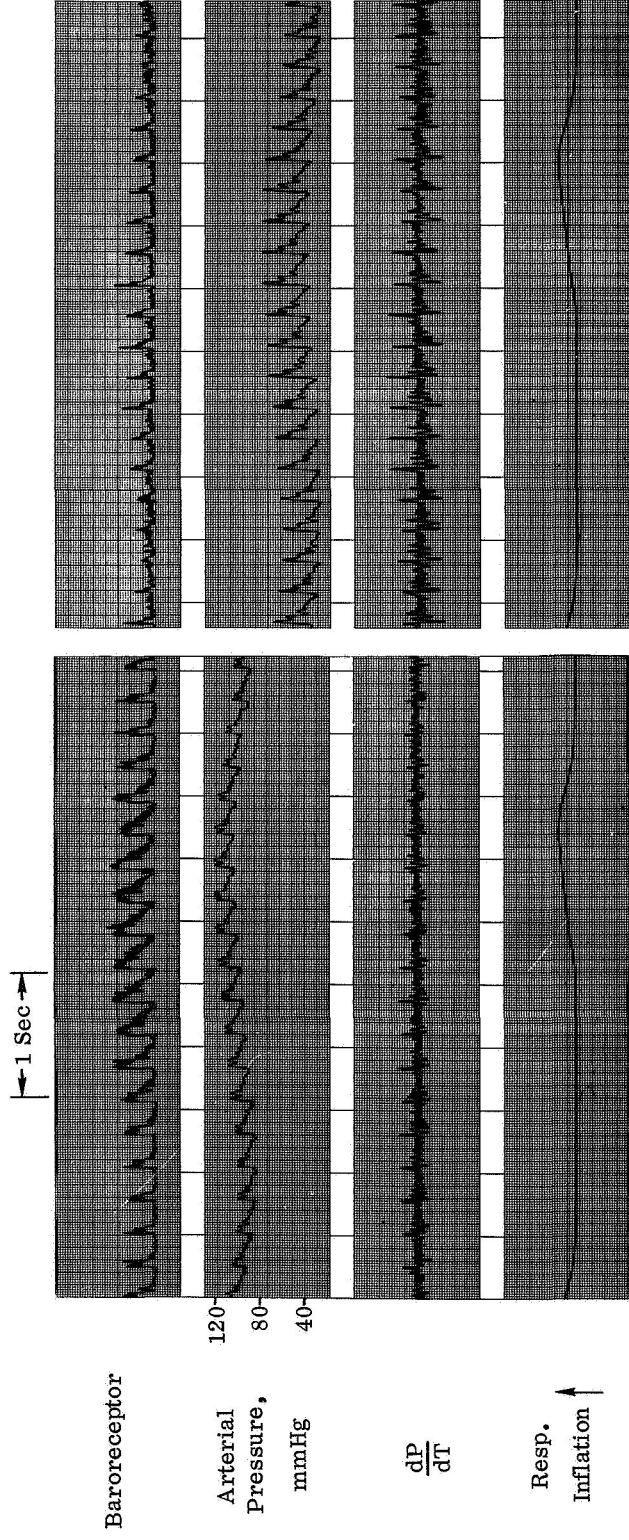 1 Sec
Baroreceptor
Arterial
Pressure,
mmHg
120
80
40
dP
dT
Resp.
Inflation